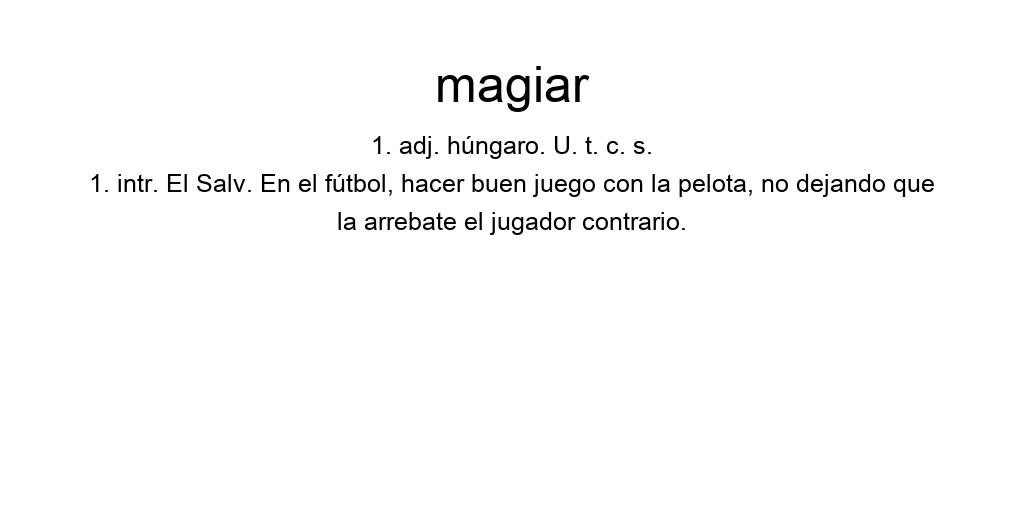 magiar
1. adj. húngaro. U. t. c. s.
1. intr. El Salv. En el fútbol, hacer buen juego con la pelota, no dejando que
la arrebate el jugador contrario.